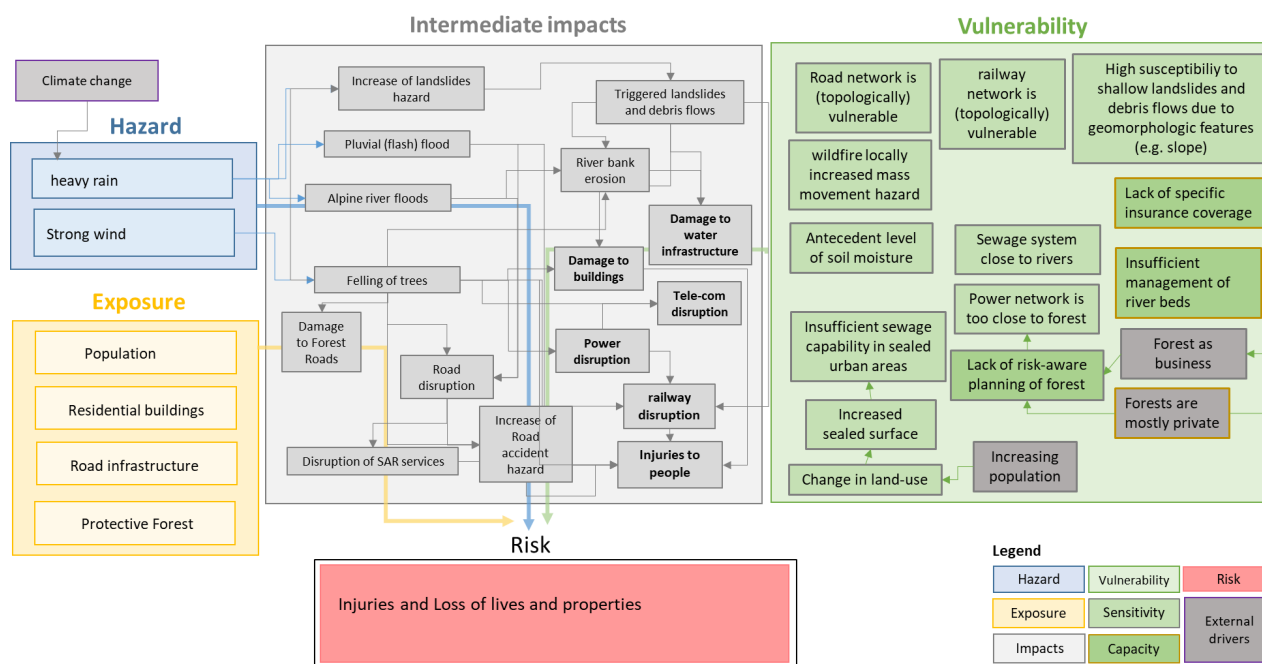 Intermediate impacts
Vulnerability
Climate change
Hazard
heavy rain
Strong wind
Exposure
Population
Residential buildings
Road infrastructure
Protective Forest
Increase of landslides
hazard
Triggered landslides
and debris flows
Pluvial (flash) flood
River bank
erosion
Alpine river floods
Damage to
water
infrastructure
Damage to
buildings
Felling of trees
Tele-com
disruption
Damage
to Forest
Roads
Power
disruption
Road
disruption
railway
disruption
Increase of
Road
accident
hazard
Disruption of SAR services
Injuries to
people
Road network is
(topologically)
vulnerable
railway
network is
(topologically)
vulnerable
High susceptibiliy to
shallow landslides and
debris flows due to
geomorphologic features
(e.g. slope)
wildfire locally
increased mass
movement hazard
Lack of specific
insurance coverage
Antecedent level
of soil moisture
Sewage system
close to rivers
Insufficient
management of
river beds
Power network is
too close to forest
Insufficient sewage
capability in sealed
urban areas
Forest as
business
Lack of risk-aware
planning of forest
Forests are
mostly private
Increased
sealed surface
Increasing
population
Change in land-use
Risk
Injuries and Loss of lives and properties
Legend
Hazard
Vulnerability
Risk
Exposure
Sensitivity
External
drivers
Impacts
Capacity